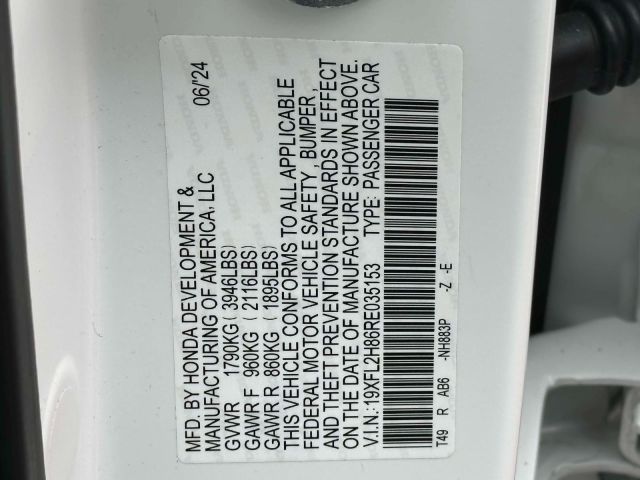 MFD. BY HONDA DEVELOPMENT & 06/'24
MANUFACTURING OF AMERICA, LLC
GVWR 1790KG ( 3946LBS)
GAWR F 960KG ( 2116LBS)
GAWR R 860KG ( 1895LBS)
THIS VEHICLE CONFORMS TO ALL APPLICABLE
FEDERAL MOTOR VEHICLE SAFETY , BUMPER,
AND THEFT PREVENTION STANDARDS IN EFFECT
ON THE DATE OF MANUFACTURE SHOWN ABOVE.
V.I.N.:19XFL2H86RE035153 TYPE: PASSENGER CAR
T49 R AB6 -NH883P -Z -E